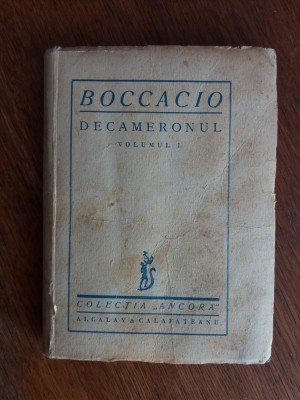 BOCCACIO
DECAMERONUL
VOLUMUL I.
COLECȚIA „ANCORA”
ALCALAY & CALAFATEANU